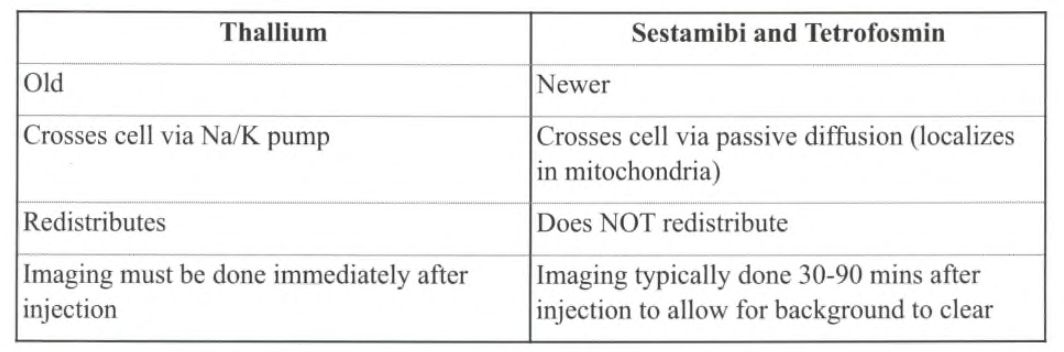 Thallium
Sestamibi and Tetrofosmin
Old
Newer
Crosses cell via Na/K pump
Crosses cell via passive diffusion (localizes
in mitochondria)
Redistributes
Does NOT redistribute
Imaging must be done immediately after
injection
Imaging typically done 30-90 mins after
injection to allow for background to clear